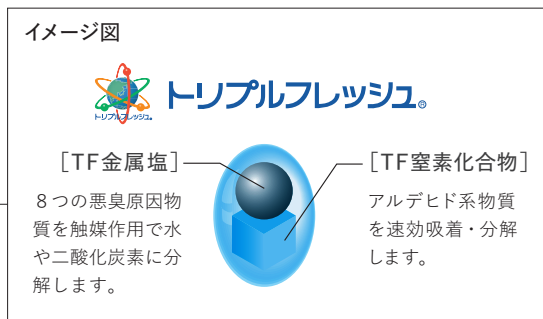 イメージ図
トリプルフレッシュ®
トリプルフレッシュ®
[TF金属塩]
８つの悪臭原因物
質を触媒作用で水
や二酸化炭素に分
解します。
[TF窒素化合物]
アルデヒド系物質
を速効吸着・分解
します。